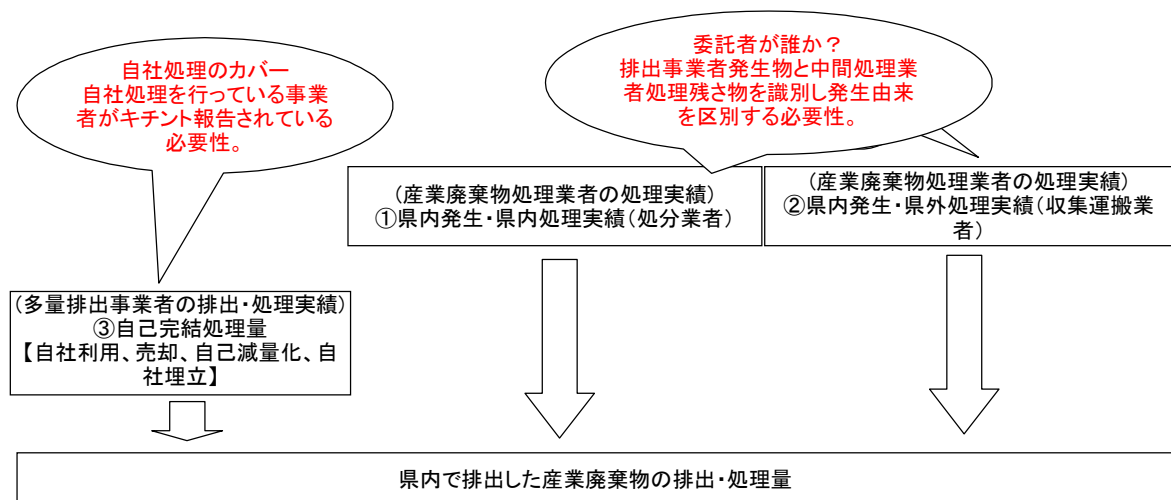 自社処理のカバー
自社処理を行っている事業
者がキチント報告されている
必要性。
委託者が誰か？
排出事業者発生物と中間処理業
者処理残さ物を識別し発生由来
を区別する必要性。
(産業廃棄物処理業者の処理実績)
①県内発生・県内処理実績(処分業者)
(産業廃棄物処理業者の処理実績)
②県内発生・県外処理実績(収集運搬業
者)
(多量排出事業者の排出・処理実績)
③自己完結処理量
【自社利用、売却、自己減量化、自
社埋立】
県内で排出した産業廃棄物の排出・処理量